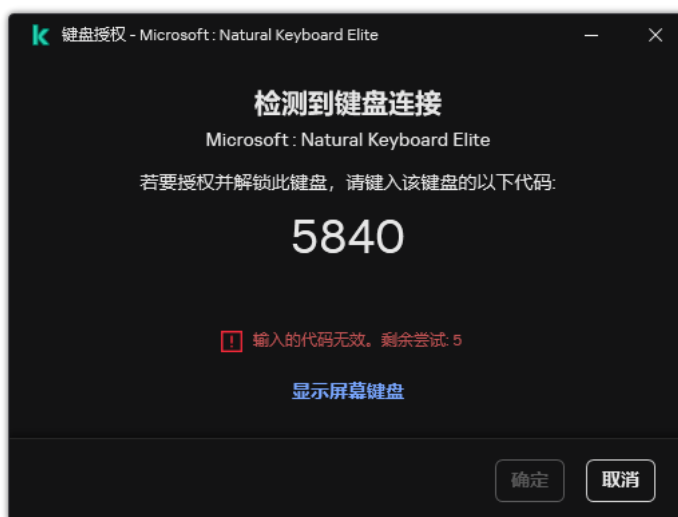 键盘授权 - Microsoft : Natural Keyboard Elite
检测到键盘连接
Microsoft : Natural Keyboard Elite
若要授权并解锁此键盘，请键入该键盘的以下代码:
5840
输入的代码无效。剩余尝试: 5
显示屏幕键盘
确定 取消